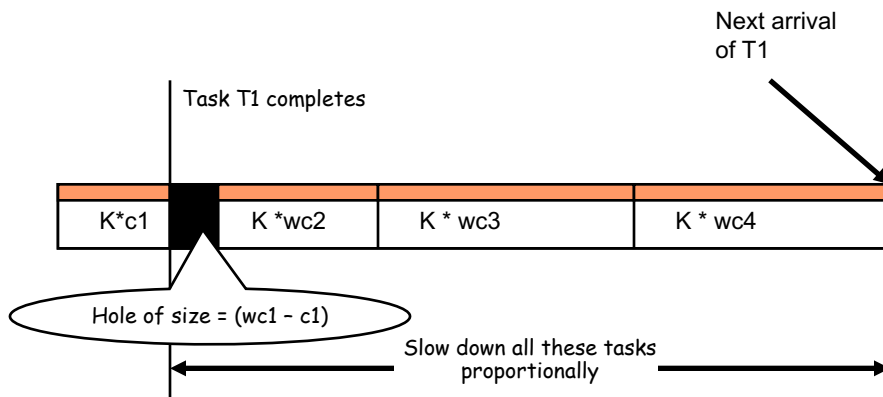 Next arrival
of T1
Task T1 completes
K*c1
K *wc2
K * wc3
K * wc4
Hole of size = (wc1 – c1)
Slow down all these tasks
proportionally